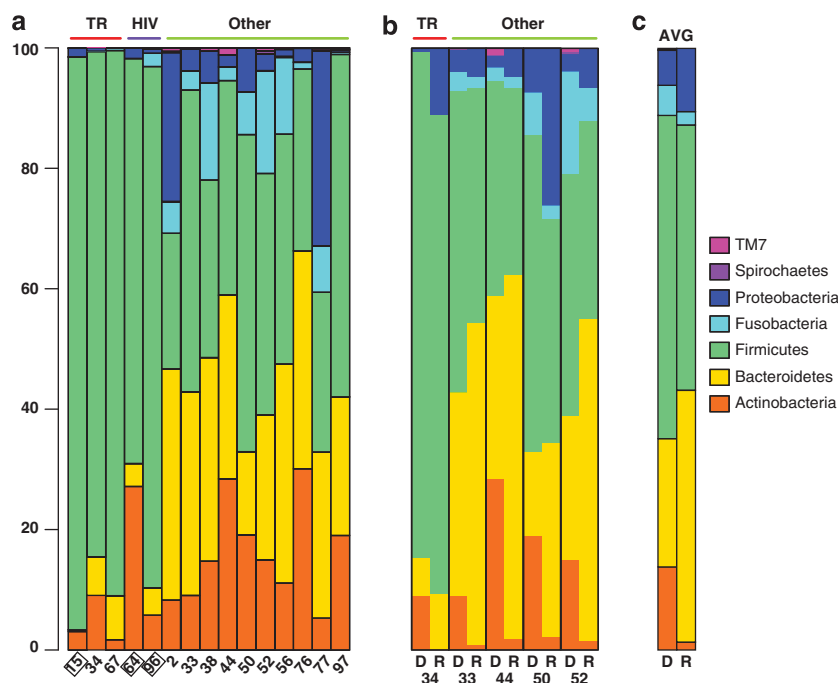 a
TR HIV Other
100
80
60
40
20
0
15 34 67 64 96 2 33 38 44 50 52 56 76 77 97
b
TR Other
D R D R D R D R D R
34 33 44 50 52
c
AVG
D R
TM7
Spirochaetes
Proteobacteria
Fusobacteria
Firmicutes
Bacteroidetes
Actinobacteria